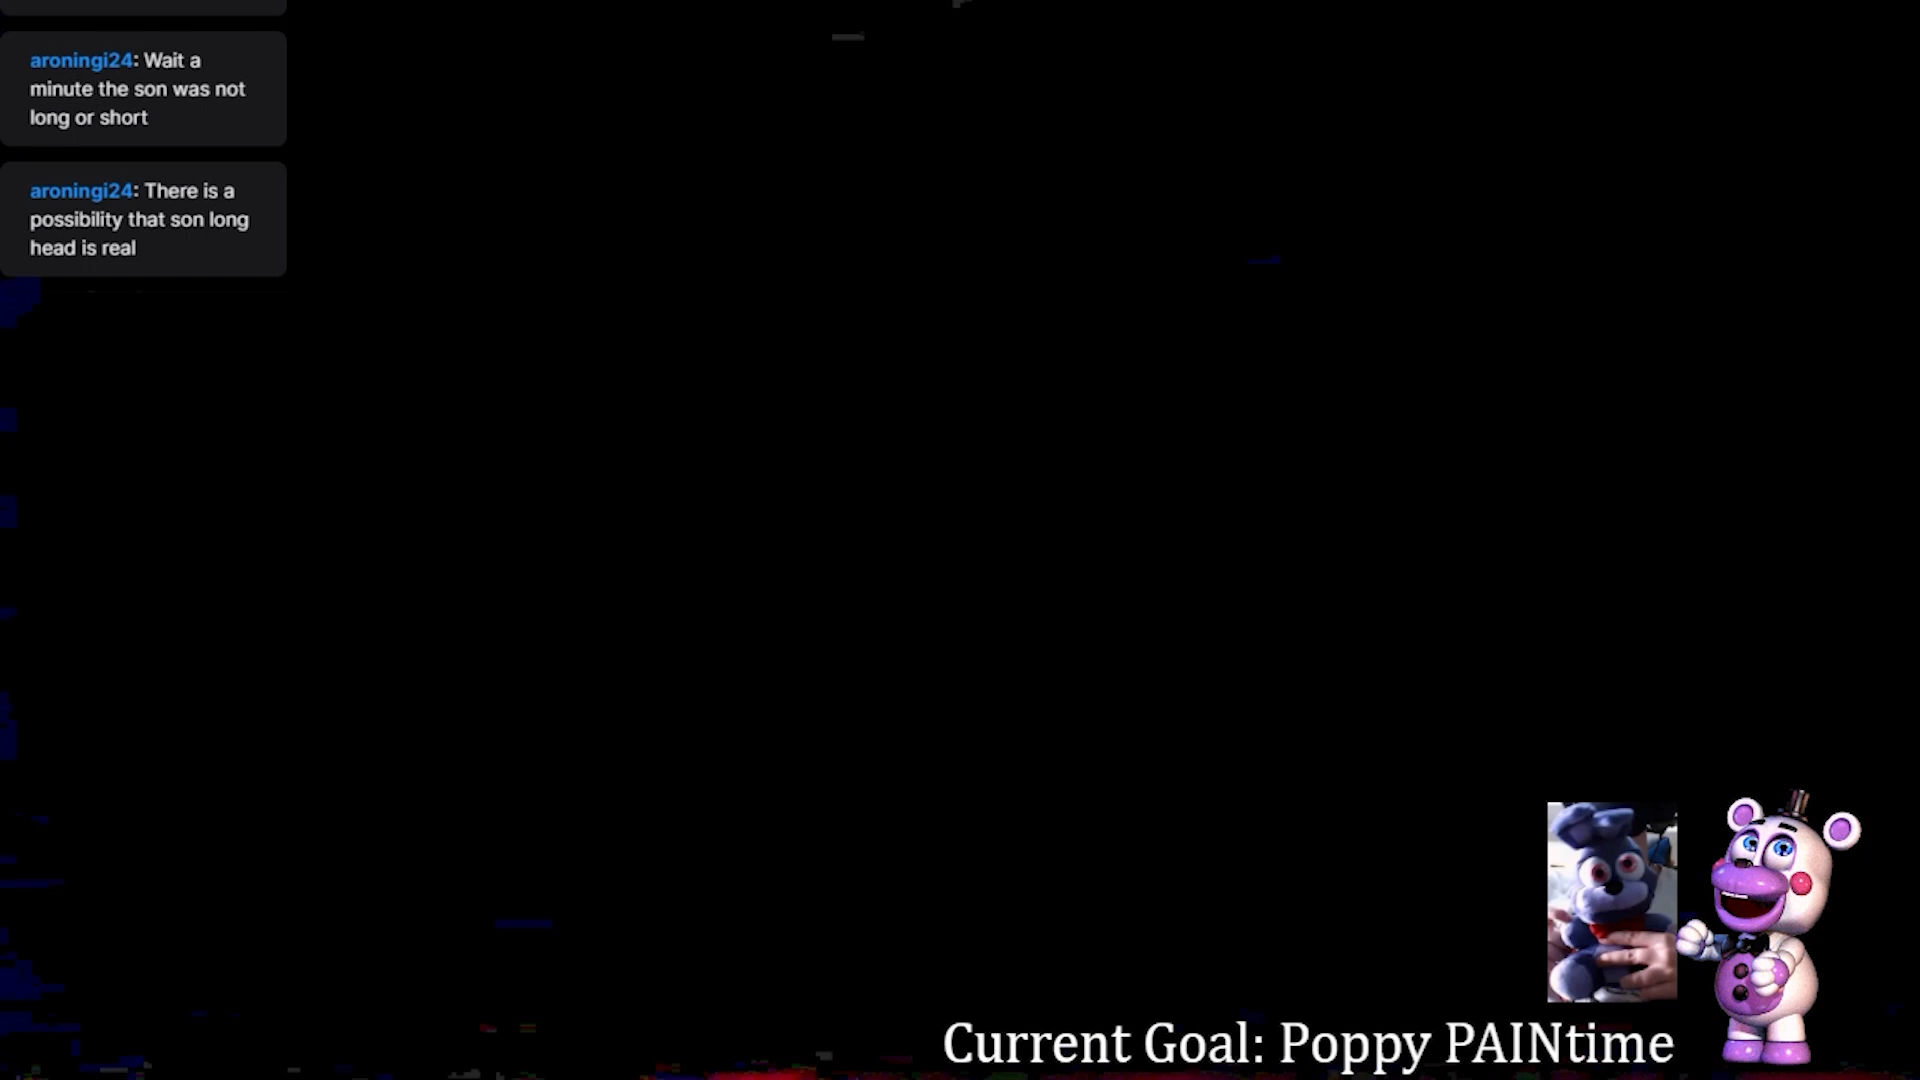 aroningi24: Wait a
minute the son was not
long or short
aroningi24: There is a
possibility that son long
head is real
Current Goal: Poppy PAINtime